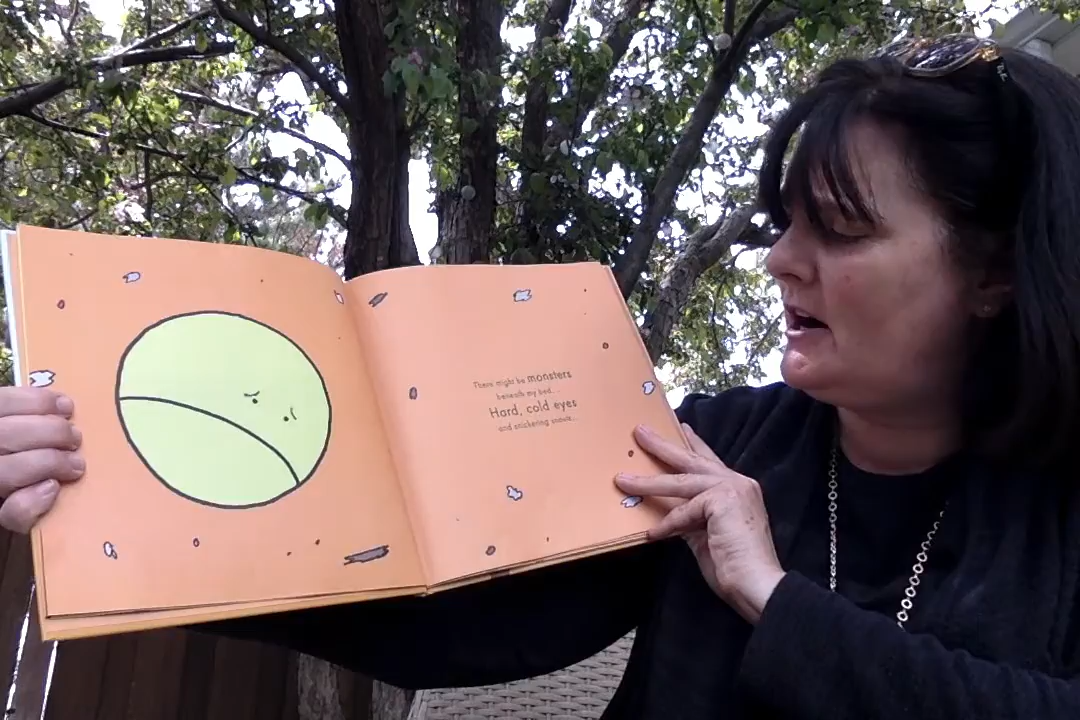 There might be monsters
beneath my bed...
Hard, cold eyes
and snickering snouts...